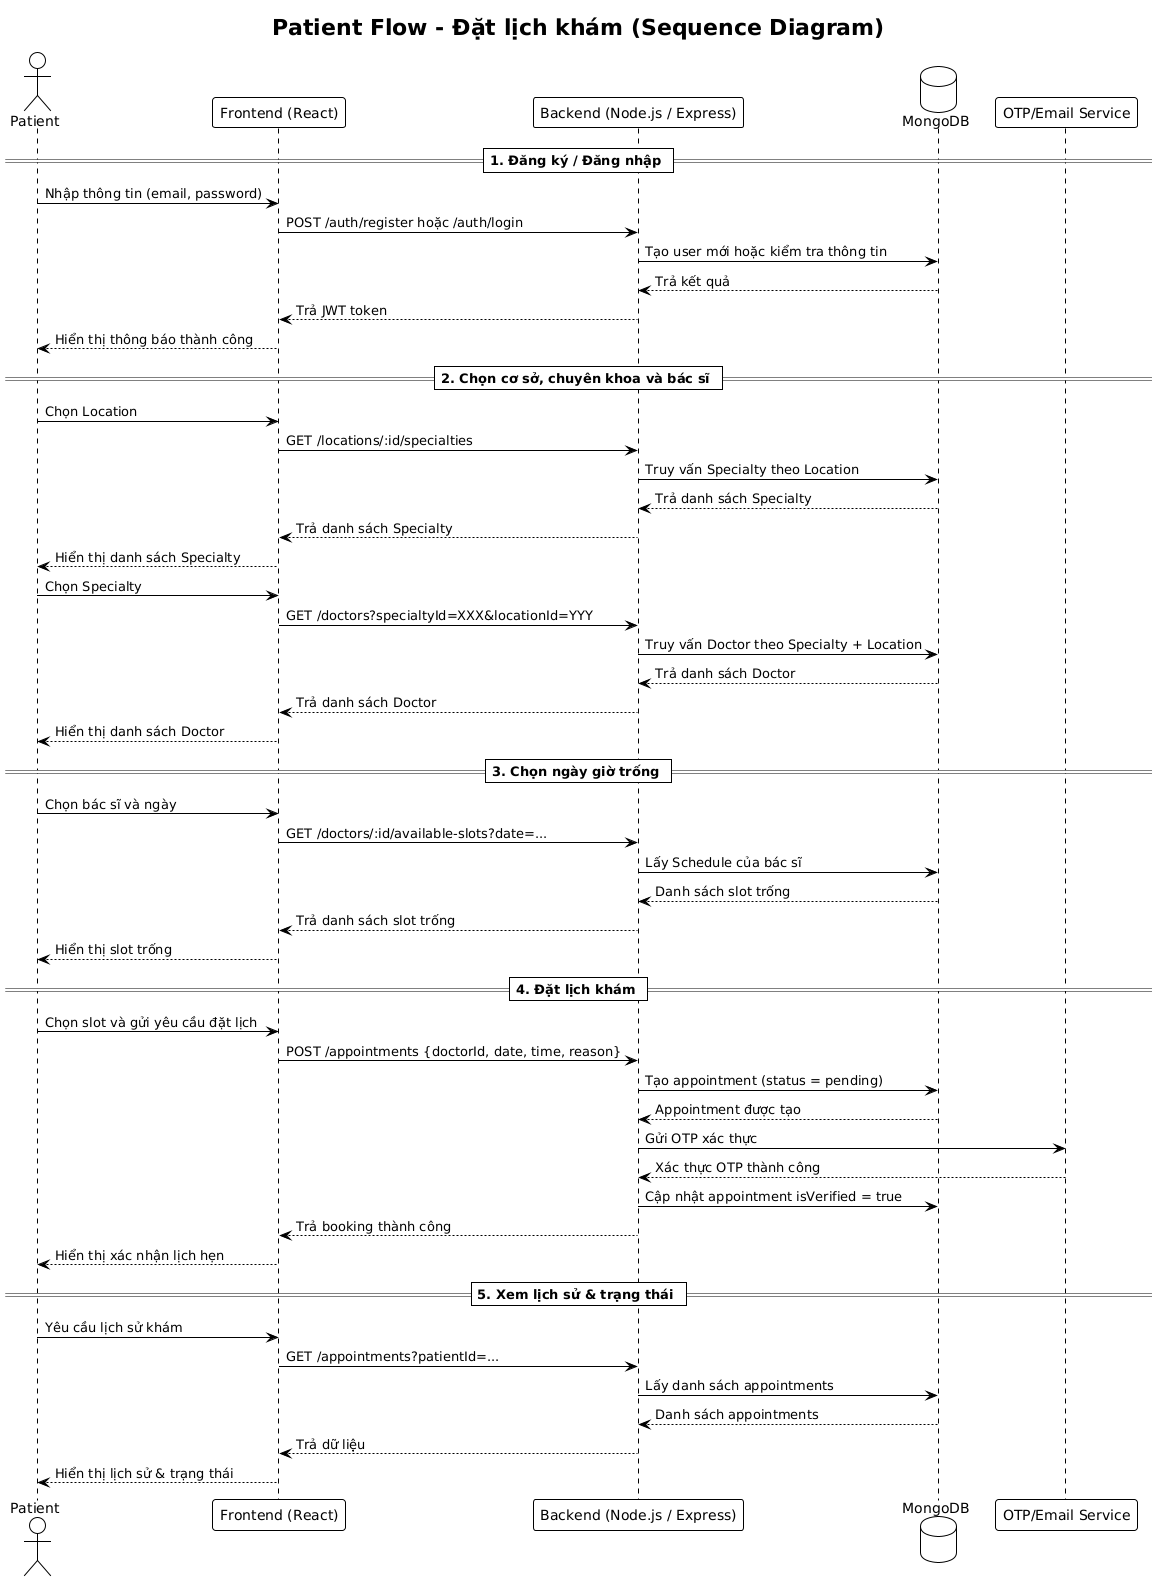 Patient Flow - Đặt lịch khám (Sequence Diagram)
Patient
Frontend (React)
Backend (Node.js / Express)
MongoDB
OTP/Email Service
1. Đăng ký / Đăng nhập
Nhập thông tin (email, password)
POST /auth/register hoặc /auth/login
Tạo user mới hoặc kiểm tra thông tin
Trả kết quả
Trả JWT token
Hiển thị thông báo thành công
2. Chọn cơ sở, chuyên khoa và bác sĩ
Chọn Location
GET /locations/:id/specialties
Truy vấn Specialty theo Location
Trả danh sách Specialty
Trả danh sách Specialty
Hiển thị danh sách Specialty
Chọn Specialty
GET /doctors?specialtyId=XXX&locationId=YYY
Truy vấn Doctor theo Specialty + Location
Trả danh sách Doctor
Trả danh sách Doctor
Hiển thị danh sách Doctor
3. Chọn ngày giờ trống
Chọn bác sĩ và ngày
GET /doctors/:id/available-slots?date=...
Lấy Schedule của bác sĩ
Danh sách slot trống
Trả danh sách slot trống
Hiển thị slot trống
4. Đặt lịch khám
Chọn slot và gửi yêu cầu đặt lịch
POST /appointments {doctorId, date, time, reason}
Tạo appointment (status = pending)
Appointment được tạo
Gửi OTP xác thực
Xác thực OTP thành công
Cập nhật appointment isVerified = true
Trả booking thành công
Hiển thị xác nhận lịch hẹn
5. Xem lịch sử & trạng thái
Yêu cầu lịch sử khám
GET /appointments?patientId=...
Lấy danh sách appointments
Danh sách appointments
Trả dữ liệu
Hiển thị lịch sử & trạng thái
Patient
Frontend (React)
Backend (Node.js / Express)
MongoDB
OTP/Email Service